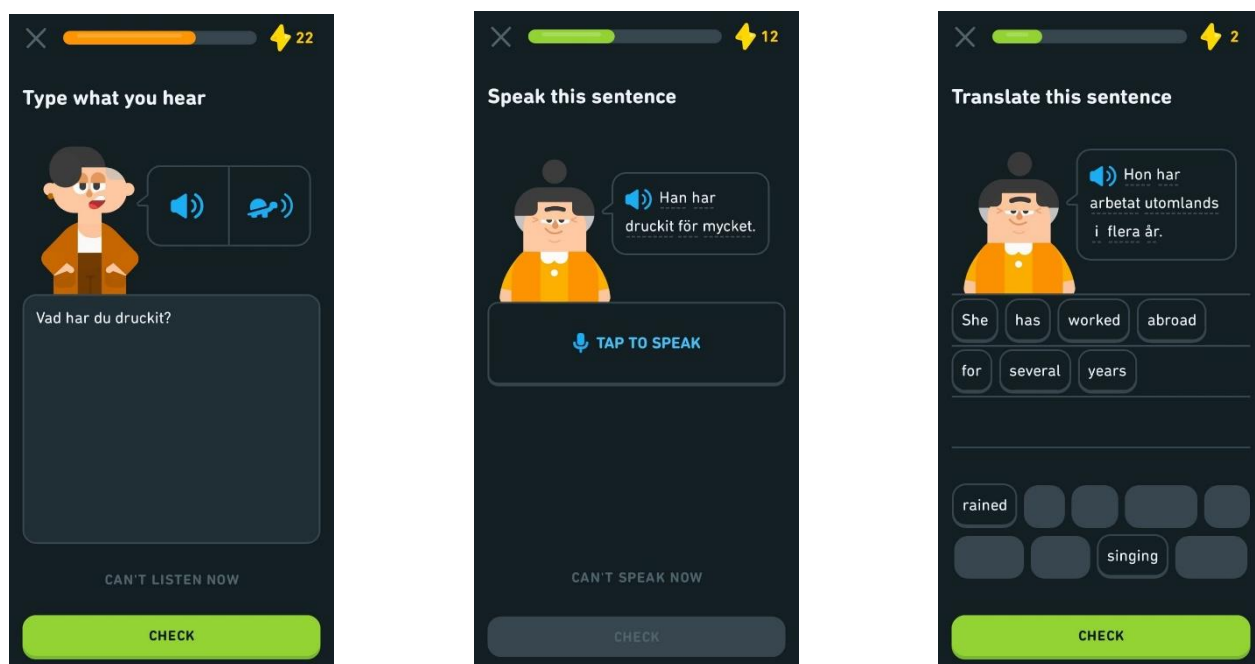 22
Type what you hear
Vad har du druckit?
CAN'T LISTEN NOW
CHECK
12
Speak this sentence
Han har
druckit för mycket.
TAP TO SPEAK
CAN'T SPEAK NOW
CHECK
2
Translate this sentence
Hon har
arbetat utomlands
i flera år.
She has worked abroad
for several years
rained
singing
CHECK